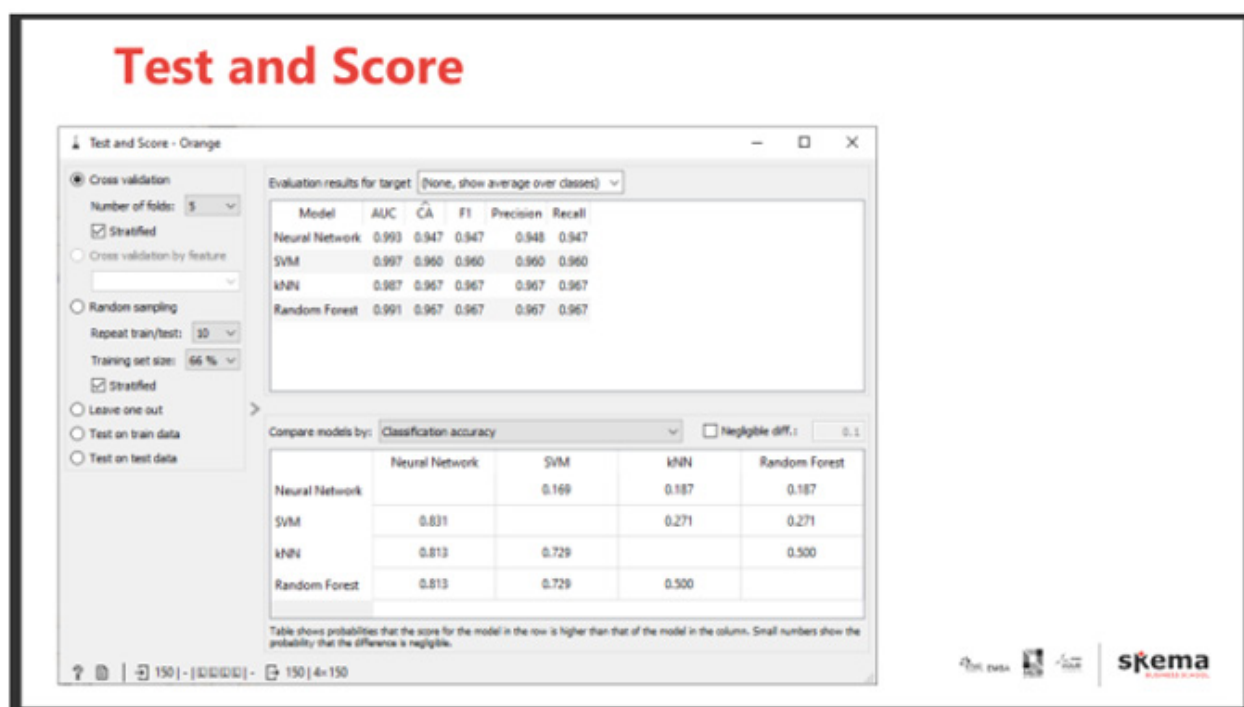 Test and Score
Test and Score - Orange
Cross validation
Number of folds: 5
Stratified
Cross validation by feature
Random sampling
Repeat train/test: 10
Training set size: 66 %
Stratified
Leave one out
Test on train data
Test on test data
Evaluation results for target (None, show average over classes)
Model AUC CA F1 Precision Recall
Neural Network 0.993 0.947 0.947 0.948 0.947
SVM 0.997 0.960 0.960 0.960 0.960
kNN 0.987 0.967 0.967 0.967 0.967
Random Forest 0.991 0.967 0.967 0.967 0.967
Compare models by: Classification accuracy Negligible diff.: 0.1
Neural Network SVM kNN Random Forest
Neural Network 0.169 0.187 0.187
SVM 0.831 0.271 0.271
kNN 0.813 0.729 0.500
Random Forest 0.813 0.729 0.500
Table shows probabilities that the score for the model in the row is higher than that of the model in the column. Small numbers show the
probability that the difference is negligible.
? 150 | - | - 150 | 4×150
skema
BUSINESS SCHOOL